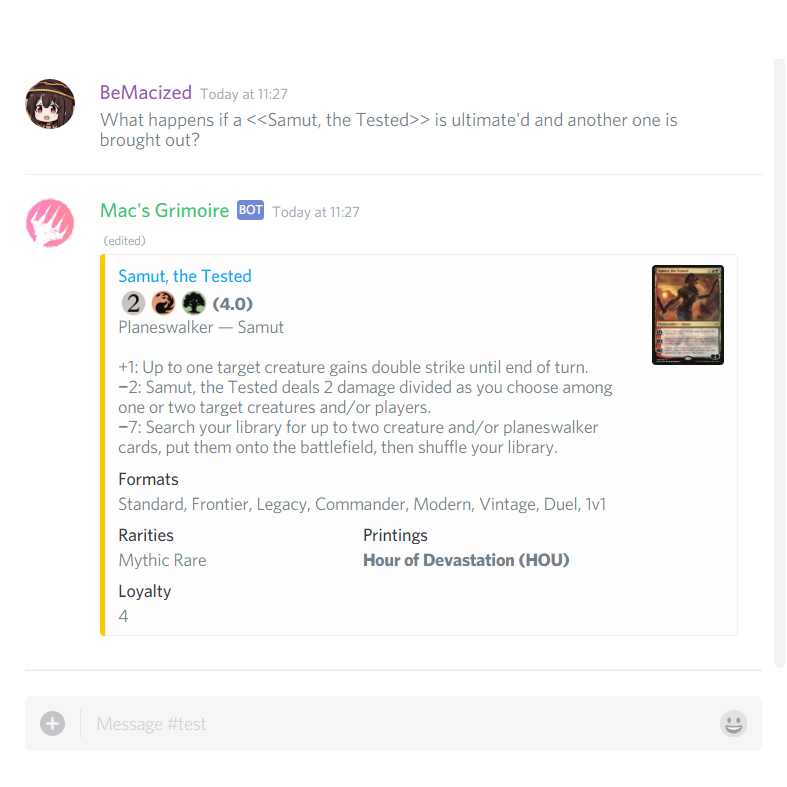 BeMacized Today at 11:27
What happens if a <<Samut, the Tested>> is ultimate'd and another one is
brought out?
Mac's Grimoire BOT Today at 11:27
(edited)
Samut, the Tested
2 (4.0)
Planeswalker — Samut
+1: Up to one target creature gains double strike until end of turn.
−2: Samut, the Tested deals 2 damage divided as you choose among
one or two target creatures and/or players.
−7: Search your library for up to two creature and/or planeswalker
cards, put them onto the battlefield, then shuffle your library.
Formats
Standard, Frontier, Legacy, Commander, Modern, Vintage, Duel, 1v1
Rarities Printings
Mythic Rare Hour of Devastation (HOU)
Loyalty
4
Message #test